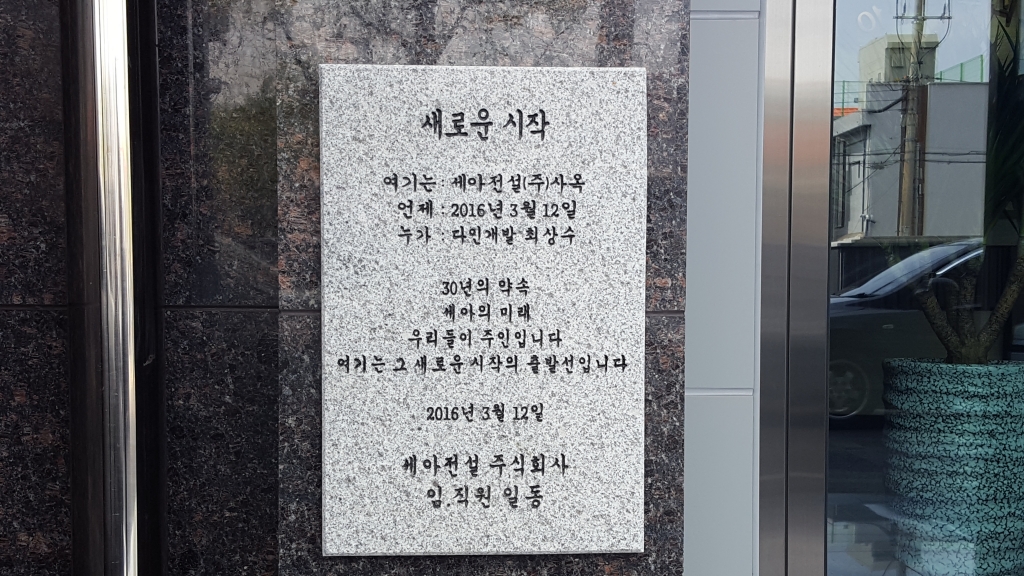 새로운 시작
여기는 : 세아전설(주)사옥
언제 : 2016년 3월 12일
누가 : 다민개발 최상수
30년의 약속
세아의 미래
우리들이 주인입니다
여기는 그 새로운 시작의 출발선입니다
2016년 3월 12일
세아전설 주식회사
임.직원 일동